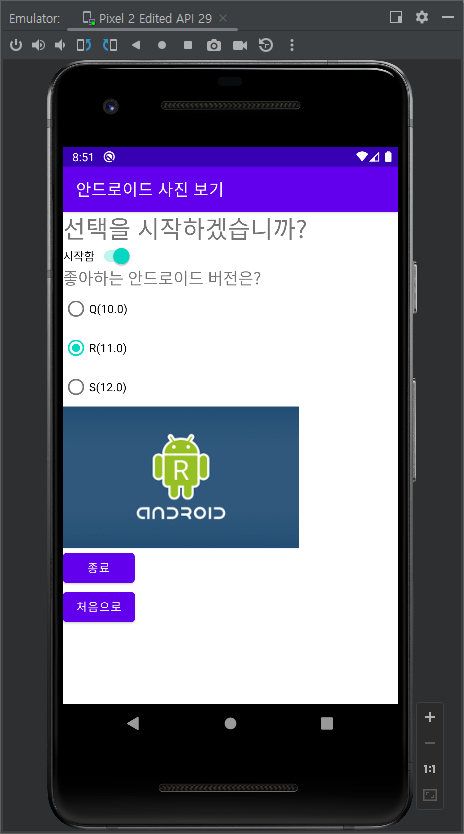 Emulator: Pixel 2 Edited API 29
8:51
안드로이드 사진 보기
선택을 시작하겠습니까?
시작함
좋아하는 안드로이드 버전은?
Q(10.0)
R(11.0)
S(12.0)
R
ANDROID
종료
처음으로
1:1